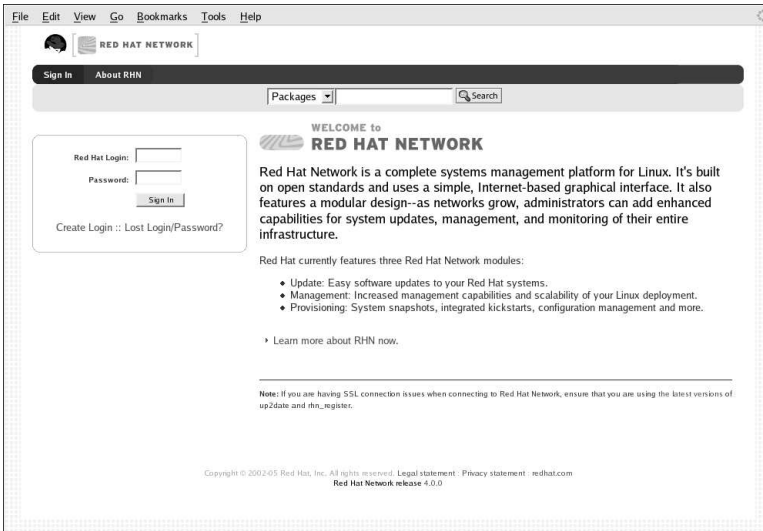 File Edit View Go Bookmarks Tools Help
RED HAT NETWORK
Sign In About RHN
Packages Search
Red Hat Login:
Password:
Sign In
Create Login :: Lost Login/Password?
WELCOME to
RED HAT NETWORK
Red Hat Network is a complete systems management platform for Linux. It's built
on open standards and uses a simple, Internet-based graphical interface. It also
features a modular design--as networks grow, administrators can add enhanced
capabilities for system updates, management, and monitoring of their entire
infrastructure.
Red Hat currently features three Red Hat Network modules:
◆ Update: Easy software updates to your Red Hat systems.
◆ Management: Increased management capabilities and scalability of your Linux deployment.
◆ Provisioning: System snapshots, integrated kickstarts, configuration management and more.
Learn more about RHN now.
Note: If you are having SSL connection issues when connecting to Red Hat Network, ensure that you are using the latest versions of
up2date and rhn_register.
Copyright © 2002-05 Red Hat, Inc. All rights reserved. Legal statement : Privacy statement : redhat.com
Red Hat Network release 4.0.0